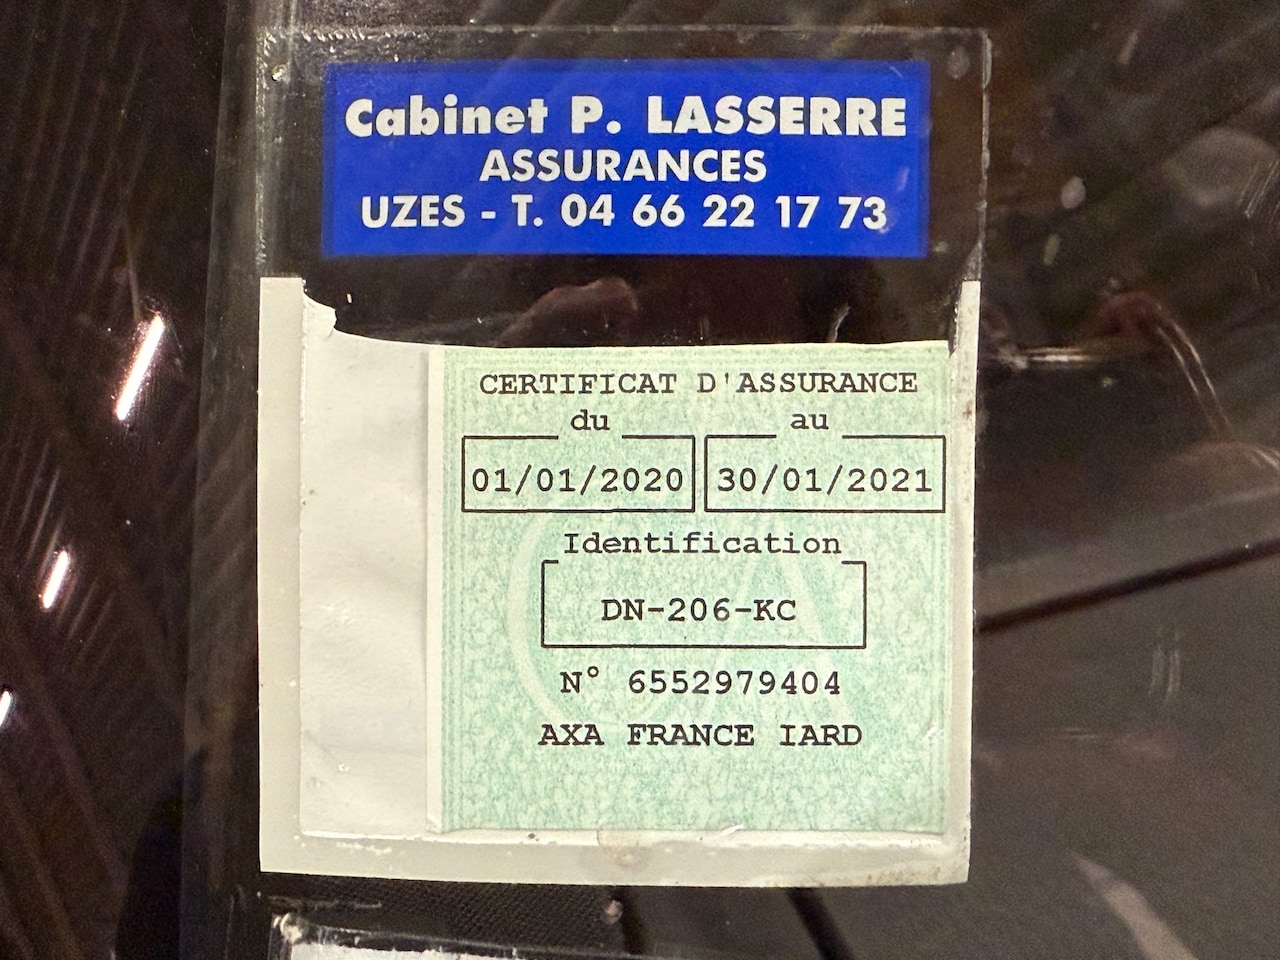 Cabinet P. LASSERRE
ASSURANCES
UZES - T. 04 66 22 17 73
CERTIFICAT D'ASSURANCE
du au
01/01/2020 30/01/2021
Identification
DN-206-KC
N° 6552979404
AXA FRANCE IARD